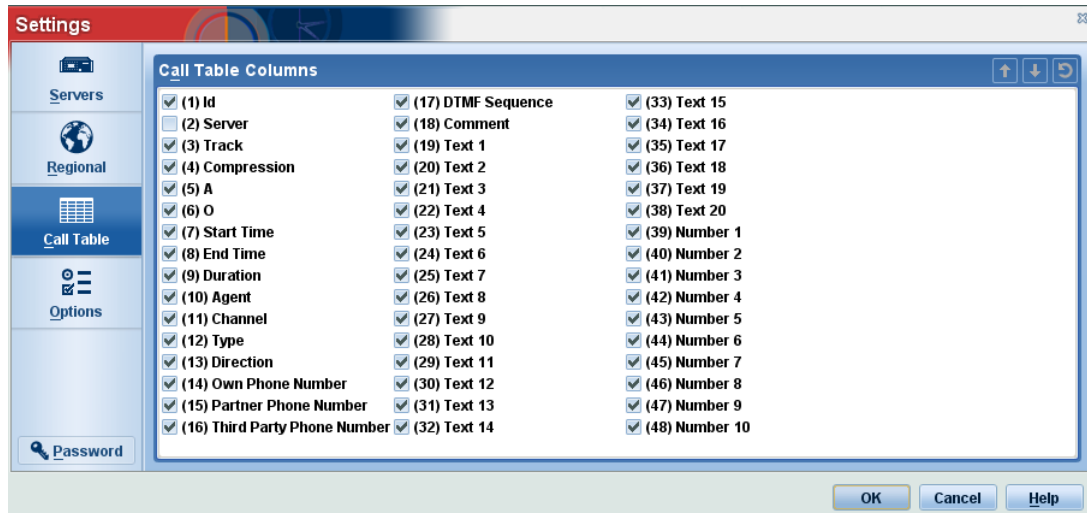 Settings
Servers
Regional
Call Table
Options
Password
Call Table Columns
(1) Id
(2) Server
(3) Track
(4) Compression
(5) A
(6) O
(7) Start Time
(8) End Time
(9) Duration
(10) Agent
(11) Channel
(12) Type
(13) Direction
(14) Own Phone Number
(15) Partner Phone Number
(16) Third Party Phone Number
(17) DTMF Sequence
(18) Comment
(19) Text 1
(20) Text 2
(21) Text 3
(22) Text 4
(23) Text 5
(24) Text 6
(25) Text 7
(26) Text 8
(27) Text 9
(28) Text 10
(29) Text 11
(30) Text 12
(31) Text 13
(32) Text 14
(33) Text 15
(34) Text 16
(35) Text 17
(36) Text 18
(37) Text 19
(38) Text 20
(39) Number 1
(40) Number 2
(41) Number 3
(42) Number 4
(43) Number 5
(44) Number 6
(45) Number 7
(46) Number 8
(47) Number 9
(48) Number 10
OK
Cancel
Help